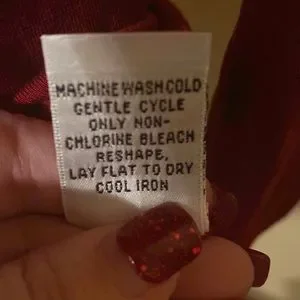 MACHINE WASH COLD
GENTLE CYCLE
ONLY NON-
CHLORINE BLEACH
RESHAPE,
LAY FLAT TO DRY
COOL IRON